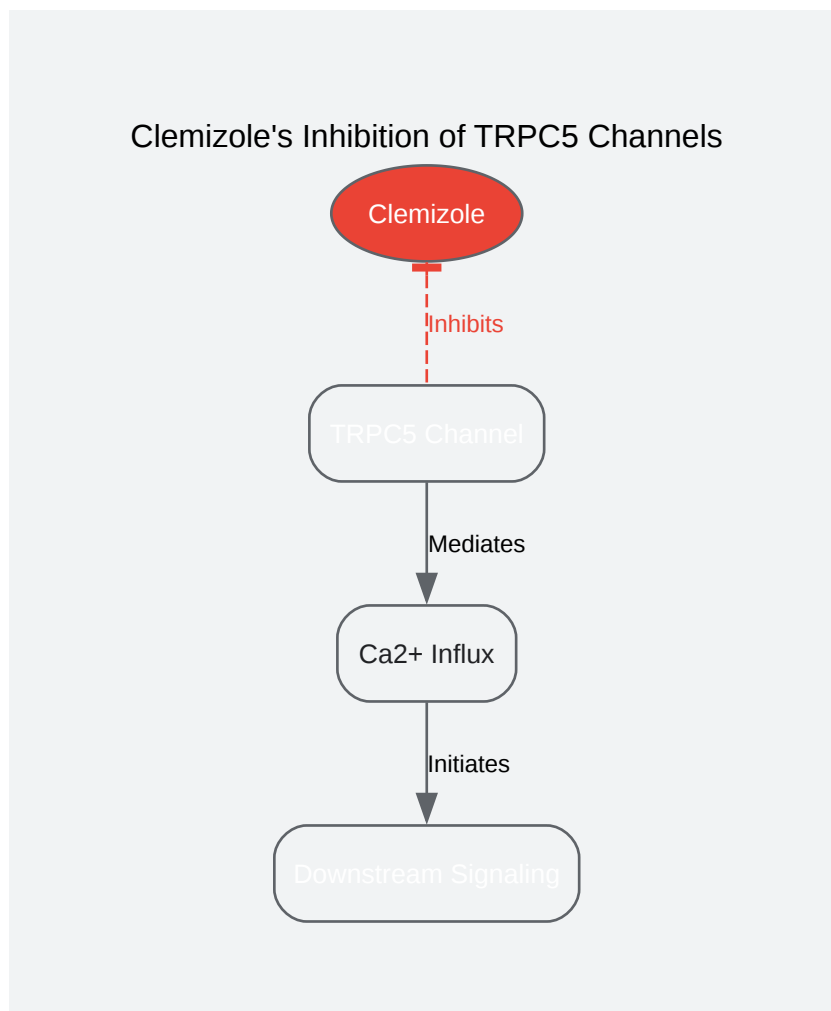 Clemizole's Inhibition of TRPC5 Channels
Clemizole
Inhibits
TRPC5 Channel
Mediates
Ca2+ Influx
Initiates
Downstream Signaling